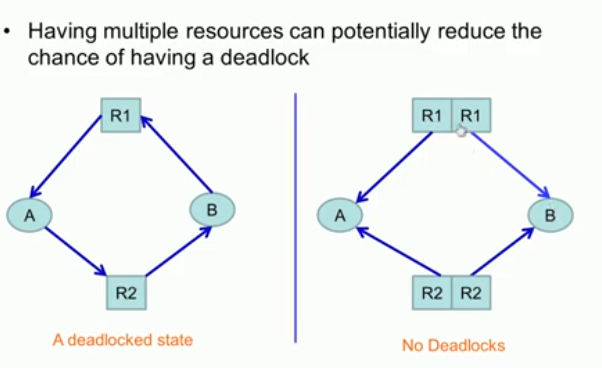 • Having multiple resources can potentially reduce the
chance of having a deadlock
R1
A
B
R2
A deadlocked state
R1 R1
A
B
R2 R2
No Deadlocks